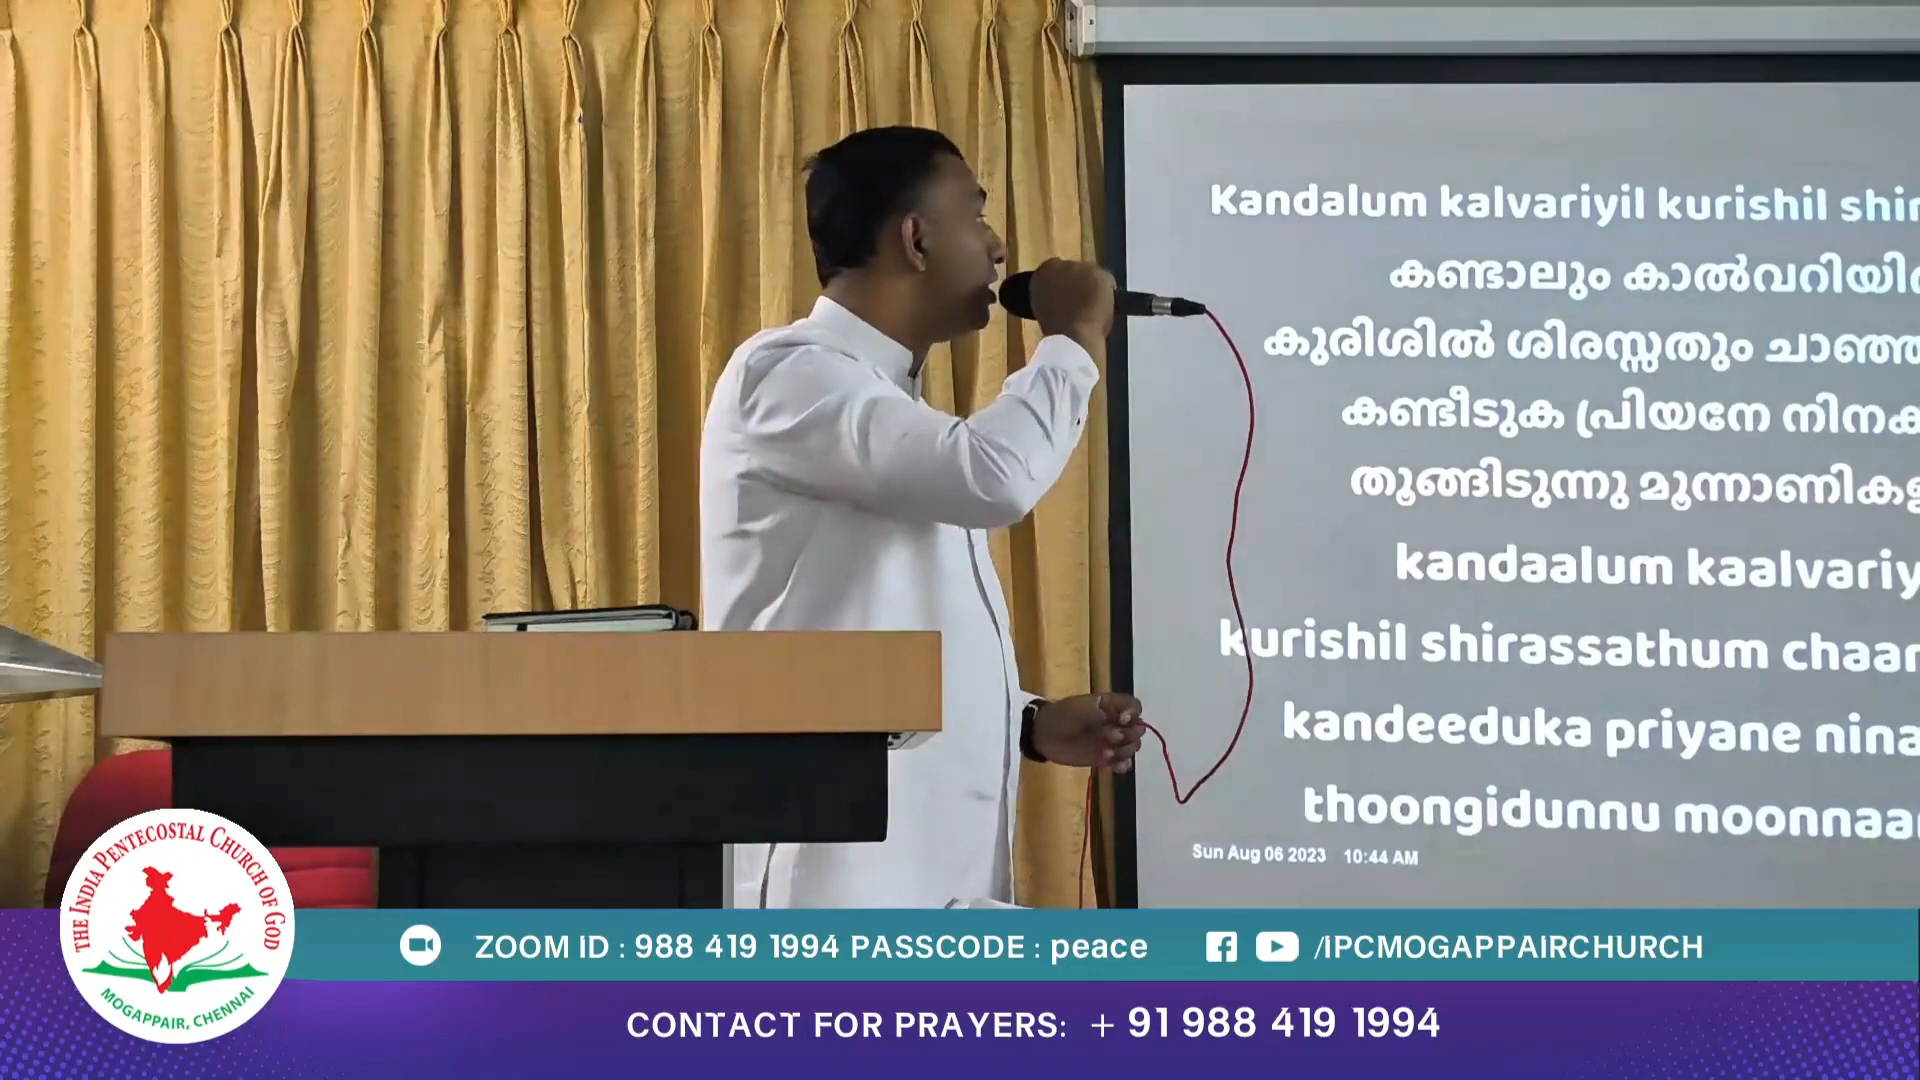 Kandalum kalvariyil kurishil
കണ്ടാലും
കുരിശിൽ ശിരസ്സതും
കണ്ടീടുക പ്രിയനേ
തൂങ്ങിടുന്നു
kandaalum
kurishil shirassathum
kandeeduka priyane
thoongidunnu
Sun Aug 06 2023 10:44 AM
THE INDIA PENTECOSTAL CHURCH OF GOD
MOGAPPAIR, CHENNAI
ZOOM ID : 988 419 1994 PASSCODE : peace
/IPCMOGAPPAIRCHURCH
CONTACT FOR PRAYERS: + 91 988 419 1994